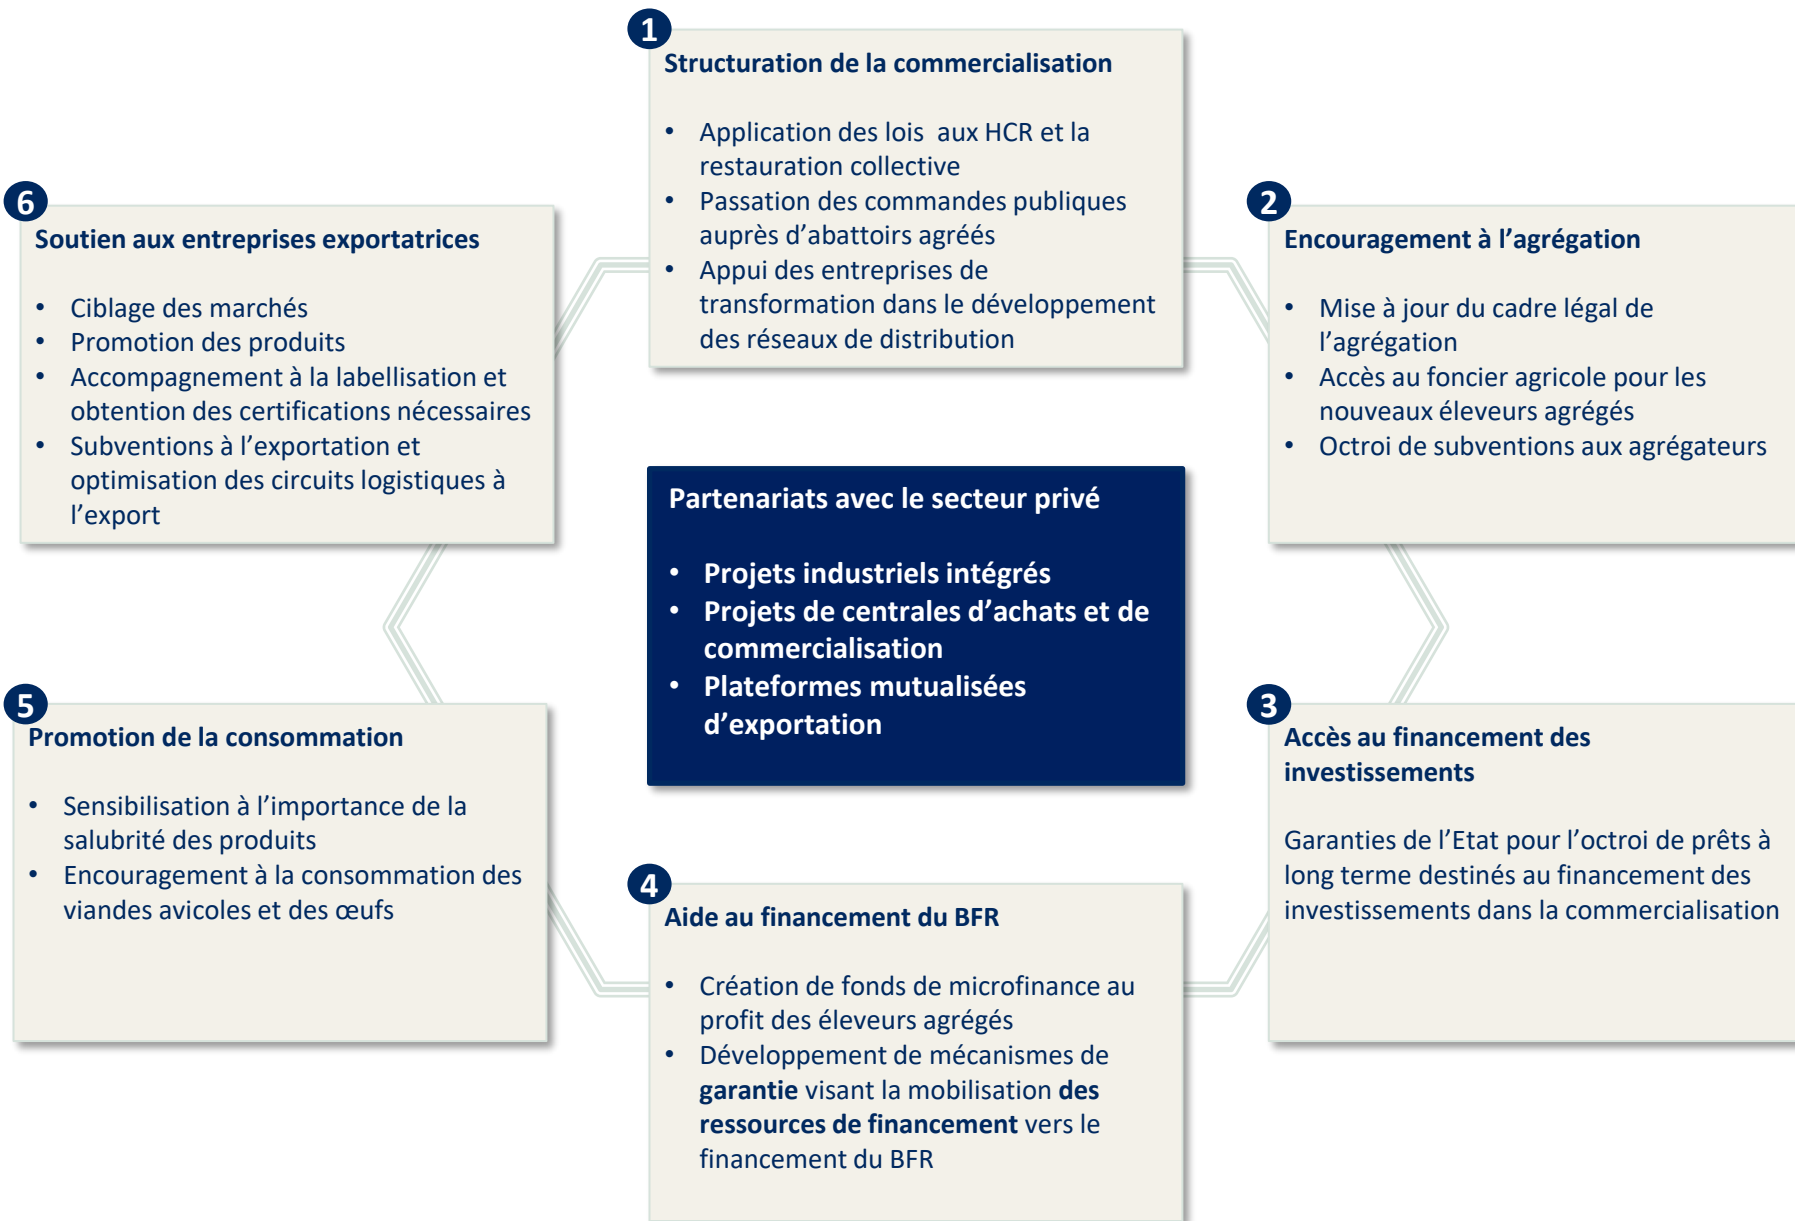 1
Structuration de la commercialisation
• Application des lois aux HCR et la
restauration collective
• Passation des commandes publiques
auprès d’abattoirs agréés
• Appui des entreprises de
transformation dans le développement
des réseaux de distribution
2
Encouragement à l’agrégation
• Mise à jour du cadre légal de
l’agrégation
• Accès au foncier agricole pour les
nouveaux éleveurs agrégés
• Octroi de subventions aux agrégateurs
3
Accès au financement des
investissements
Garanties de l’Etat pour l’octroi de prêts à
long terme destinés au financement des
investissements dans la commercialisation
4
Aide au financement du BFR
• Création de fonds de microfinance au
profit des éleveurs agrégés
• Développement de mécanismes de
garantie visant la mobilisation des
ressources de financement vers le
financement du BFR
5
Promotion de la consommation
• Sensibilisation à l’importance de la
salubrité des produits
• Encouragement à la consommation des
viandes avicoles et des œufs
6
Soutien aux entreprises exportatrices
• Ciblage des marchés
• Promotion des produits
• Accompagnement à la labellisation et
obtention des certifications nécessaires
• Subventions à l’exportation et
optimisation des circuits logistiques à
l’export
Partenariats avec le secteur privé
• Projets industriels intégrés
• Projets de centrales d’achats et de
commercialisation
• Plateformes mutualisées
d’exportation